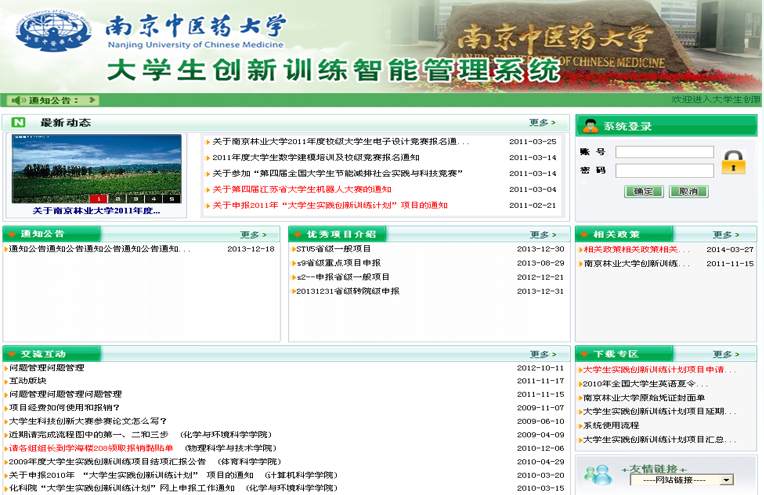 南京中医药大学
Nanjing University of Chinese Medicine
大学生创新训练智能管理系统
南京中医药大学
NANJING UNIVERSITY OF CHINESE MEDICINE
通知公告：
欢迎进入大学生创新
N 最新动态 更多 >
1 2 3 4 5
关于南京林业大学2011年度...
关于南京林业大学2011年度校级大学生电子设计竞赛报名通... 2011-03-25
2011年度大学生数学建模培训及校级竞赛报名通知 2011-03-14
关于参加“第四届全国大学生节能减排社会实践与科技竞赛” 2011-03-14
关于第四届江苏省大学生机器人大赛的通知 2011-03-04
关于申报2011年“大学生实践创新训练计划”项目的通知 2011-02-21
系统登录
账 号
密 码
确定 取消
通知公告 更多 >
通知公告通知公告通知公告通知公告通知... 2013-12-18
优秀项目介绍 更多 >
STU5省级一般项目 2013-12-30
s9省级重点项目申报 2013-08-29
s2--申报省级一般项目 2012-12-21
20131231省级转院级申报 2013-12-31
相关政策 更多 >
相关政策相关政策相关... 2014-03-27
南京林业大学创新训练... 2011-11-15
交流互动 更多 >
问题管理问题管理 2012-10-11
互动版块 2011-11-17
问题管理问题管理问题管理 2011-11-15
项目经费如何使用和报销？ 2009-11-07
大学生科技创新大赛参赛论文怎么写？ 2009-06-10
近期请完成流程图中的第一、二和三步 （化学与环境科学学院） 2009-04-09
请各组组长到学海楼208领取报销黏贴单 （物理科学与技术学院） 2010-12-06
2009年度大学生实践创新训练项目结项汇报公告 （体育科学学院） 2010-04-29
关于申报2010年 “大学生实践创新训练计划” 项目的通知 （计算机科学学院） 2010-03-20
化科院“大学生实践创新训练计划”网上申报工作通知 （化学与环境科学学院） 2010-03-15
下载专区 更多 >
大学生实践创新训练计划项目申请...
2010年全国大学生英语夏令...
南京林业大学原始凭证封面单
大学生实践创新训练计划项目延期...
系统使用流程
大学生实践创新训练计划项目汇总...
友情链接
----网站链接----